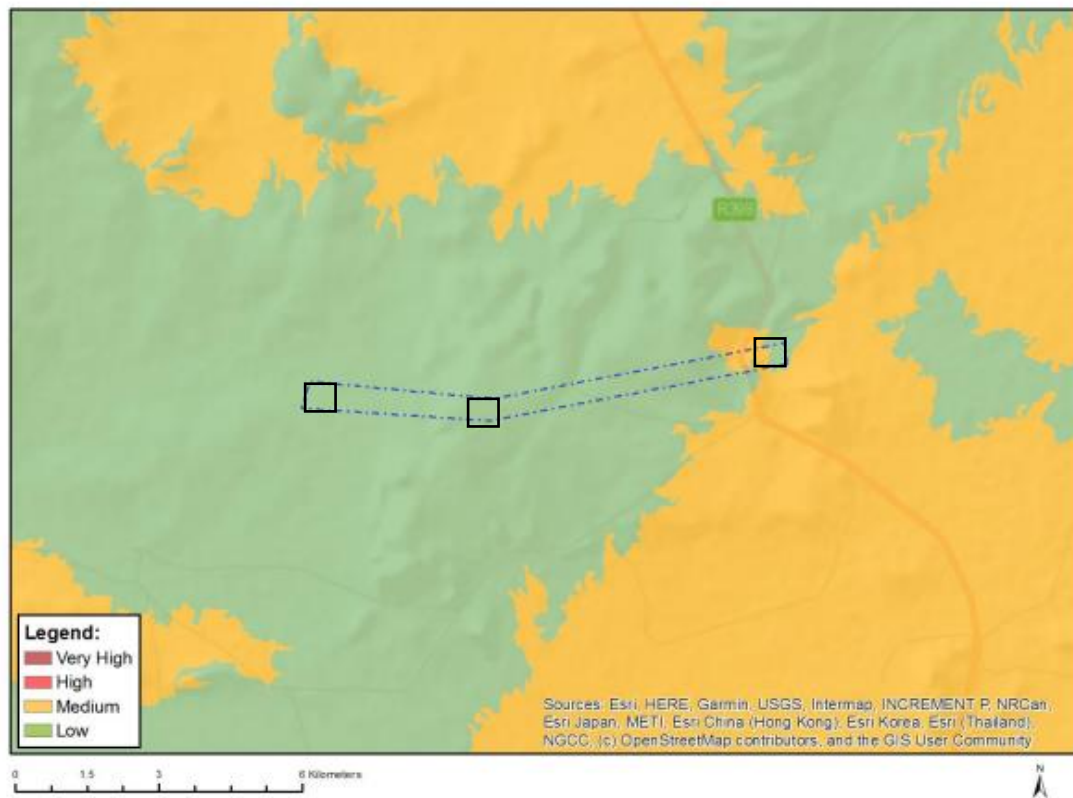 Legend:
Very High
High
Medium
Low
Sources: Esri, HERE, Garmin, USGS, Intermap, INCREMENT P, NRCan,
Esri Japan, METI, Esri China (Hong Kong), Esri Korea, Esri (Thailand),
NGCC, (c) OpenStreetMap contributors, and the GIS User Community
0 1.5 3 6 Kilometers
N